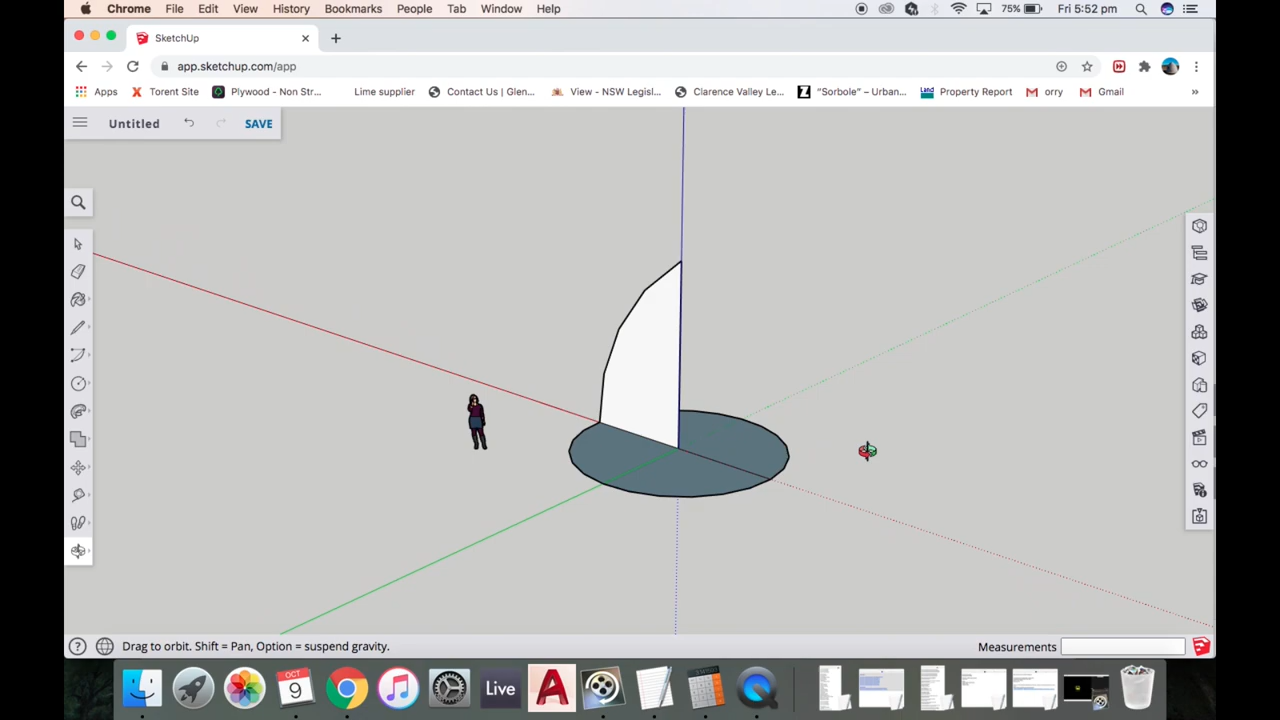 Chrome File Edit View History Bookmarks People Tab Window Help 75% Fri 5:52 pm
SketchUp
app.sketchup.com/app
Apps Torent Site Plywood - Non Str... Lime supplier Contact Us | Glen... View - NSW Legisl... Clarence Valley Le... "Sorbole" – Urban... Land Property Report orry Gmail »
Untitled SAVE
? Drag to orbit. Shift = Pan, Option = suspend gravity. Measurements
OCT
9
Live